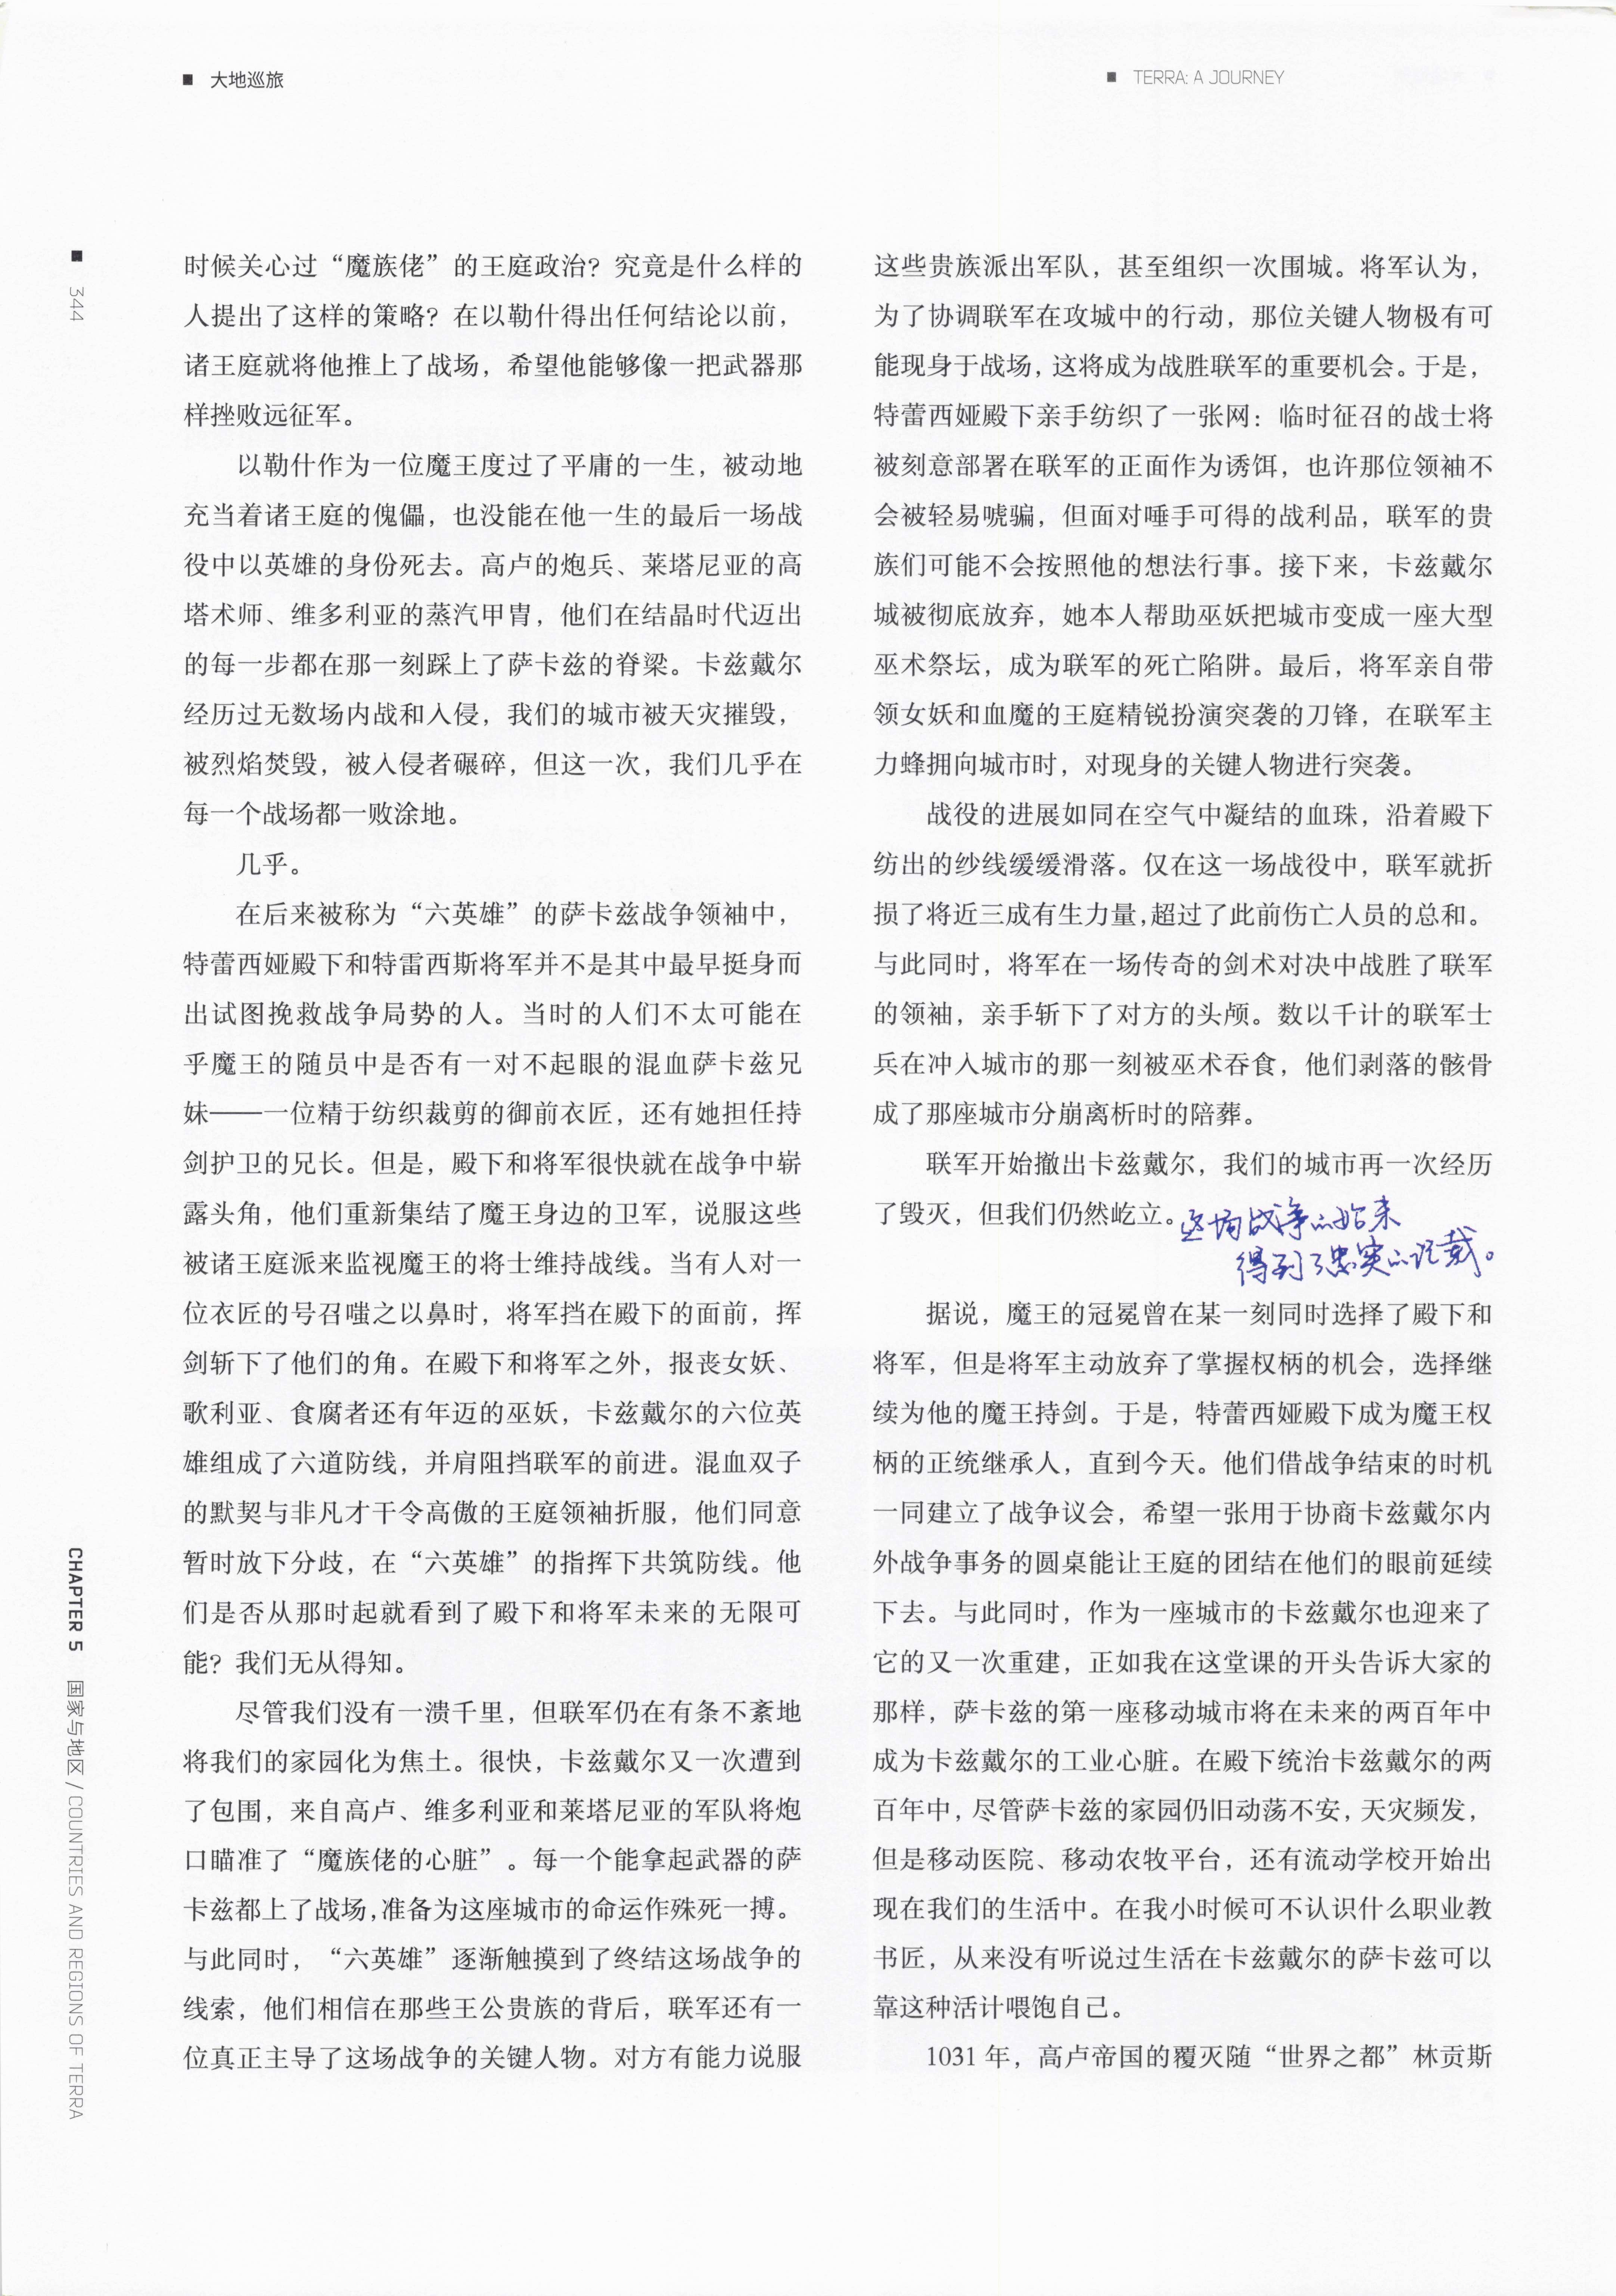 大地巡旅
TERRA: A JOURNEY
344
时候关心过“魔族佬”的王庭政治？究竟是什么样的
人提出了这样的策略？在以勒什得出任何结论以前，
诸王庭就将他推上了战场，希望他能够像一把武器那
样挫败远征军。
以勒什作为一位魔王度过了平庸的一生，被动地
充当着诸王庭的傀儡，也没能在他一生的最后一场战
役中以英雄的身份死去。高卢的炮兵、莱塔尼亚的高
塔术师、维多利亚的蒸汽甲胄，他们在结晶时代迈出
的每一步都在那一刻踩上了萨卡兹的脊梁。卡兹戴尔
经历过无数场内战和入侵，我们的城市被天灾摧毁，
被烈焰焚毁，被入侵者碾碎，但这一次，我们几乎在
每一个战场都一败涂地。
几乎。
在后来被称为“六英雄”的萨卡兹战争领袖中，
特蕾西娅殿下和特雷西斯将军并不是其中最早挺身而
出试图挽救战争局势的人。当时的人们不太可能在
乎魔王的随员中是否有一对不起眼的混血萨卡兹兄
妹——一位精于纺织裁剪的御前衣匠，还有她担任持
剑护卫的兄长。但是，殿下和将军很快就在战争中崭
露头角，他们重新集结了魔王身边的卫军，说服这些
被诸王庭派来监视魔王的将士维持战线。当有人对一
位衣匠的号召嗤之以鼻时，将军挡在殿下的面前，挥
剑斩下了他们的角。在殿下和将军之外，报丧女妖、
歌利亚、食腐者还有年迈的巫妖，卡兹戴尔的六位英
雄组成了六道防线，并肩阻挡联军的前进。混血双子
的默契与非凡才干令高傲的王庭领袖折服，他们同意
暂时放下分歧，在“六英雄”的指挥下共筑防线。他
们是否从那时起就看到了殿下和将军未来的无限可
能？我们无从得知。
尽管我们没有一溃千里，但联军仍在有条不紊地
将我们的家园化为焦土。很快，卡兹戴尔又一次遭到
了包围，来自高卢、维多利亚和莱塔尼亚的军队将炮
口瞄准了“魔族佬的心脏”。每一个能拿起武器的萨
卡兹都上了战场，准备为这座城市的命运作殊死一搏。
与此同时，“六英雄”逐渐触摸到了终结这场战争的
线索，他们相信在那些王公贵族的背后，联军还有一
位真正主导了这场战争的关键人物。对方有能力说服
这些贵族派出军队，甚至组织一次围城。将军认为，
为了协调联军在攻城中的行动，那位关键人物极有可
能现身于战场，这将成为战胜联军的重要机会。于是，
特蕾西娅殿下亲手纺织了一张网：临时征召的战士将
被刻意部署在联军的正面作为诱饵，也许那位领袖不
会被轻易唬骗，但面对唾手可得的战利品，联军的贵
族们可能不会按照他的想法行事。接下来，卡兹戴尔
城被彻底放弃，她本人帮助巫妖把城市变成一座大型
巫术祭坛，成为联军的死亡陷阱。最后，将军亲自带
领女妖和血魔的王庭精锐扮演突袭的刀锋，在联军主
力蜂拥向城市时，对现身的关键人物进行突袭。
战役的进展如同在空气中凝结的血珠，沿着殿下
纺出的纱线缓缓滑落。仅在这一场战役中，联军就折
损了将近三成有生力量，超过了此前伤亡人员的总和。
与此同时，将军在一场传奇的剑术对决中战胜了联军
的领袖，亲手斩下了对方的头颅。数以千计的联军士
兵在冲入城市的那一刻被巫术吞食，他们剥落的骸骨
成了那座城市分崩离析时的陪葬。
联军开始撤出卡兹戴尔，我们的城市再一次经历
了毁灭，但我们仍然屹立。
这场战争的始末
得到了忠实的记载。
据说，魔王的冠冕曾在某一刻同时选择了殿下和
将军，但是将军主动放弃了掌握权柄的机会，选择继
续为他的魔王持剑。于是，特蕾西娅殿下成为魔王权
柄的正统继承人，直到今天。他们借战争结束的时机
一同建立了战争议会，希望一张用于协商卡兹戴尔内
外战争事务的圆桌能让王庭的团结在他们的眼前延续
下去。与此同时，作为一座城市的卡兹戴尔也迎来了
它的又一次重建，正如我在这堂课的开头告诉大家的
那样，萨卡兹的第一座移动城市将在未来的两百年中
成为卡兹戴尔的工业心脏。在殿下统治卡兹戴尔的两
百年中，尽管萨卡兹的家园仍旧动荡不安，天灾频发，
但是移动医院、移动农牧平台，还有流动学校开始出
现在我们的生活中。在我小时候可不认识什么职业教
书匠，从来没有听说过生活在卡兹戴尔的萨卡兹可以
靠这种活计喂饱自己。
1031 年，高卢帝国的覆灭随“世界之都”林贡斯
CHAPTER 5 国家与地区 / COUNTRIES AND REGIONS OF TERRA